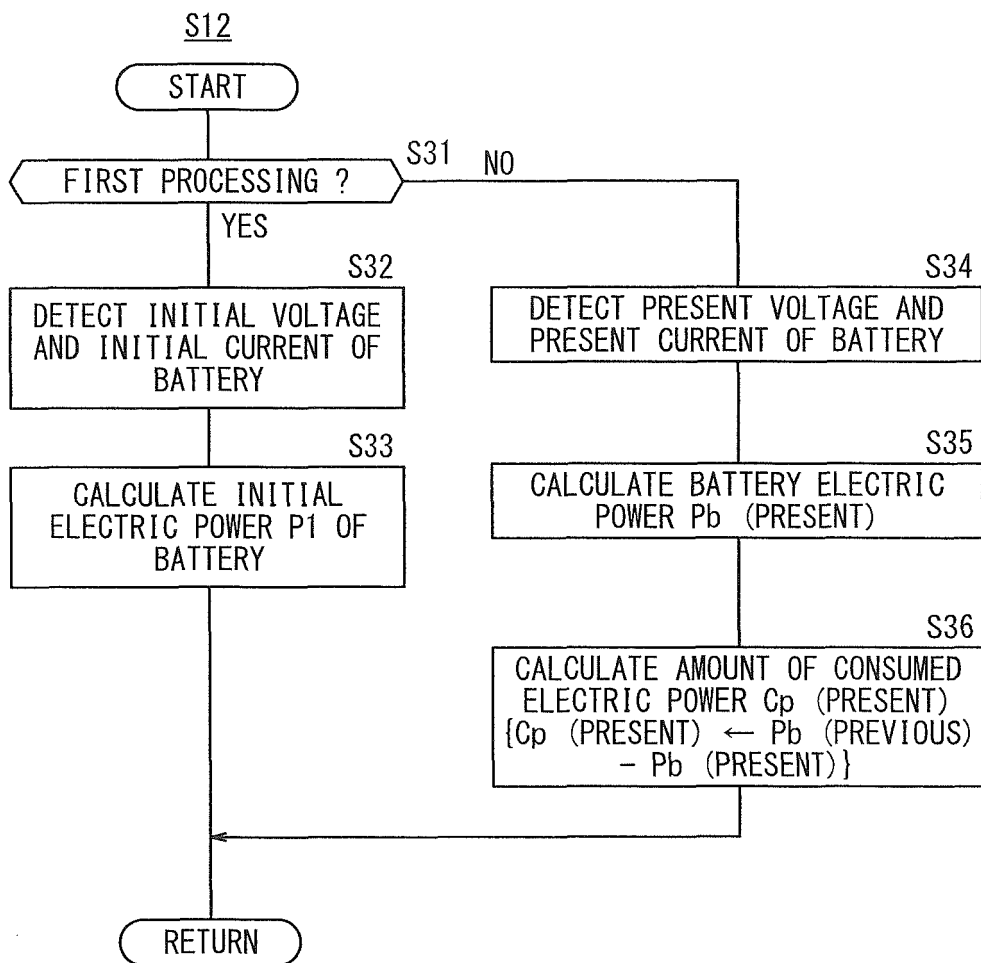 S12
START
S31
FIRST PROCESSING ?
NO
YES
S32
DETECT INITIAL VOLTAGE
AND INITIAL CURRENT OF
BATTERY
S33
CALCULATE INITIAL
ELECTRIC POWER P1 OF
BATTERY
S34
DETECT PRESENT VOLTAGE AND
PRESENT CURRENT OF BATTERY
S35
CALCULATE BATTERY ELECTRIC
POWER Pb (PRESENT)
S36
CALCULATE AMOUNT OF CONSUMED
ELECTRIC POWER Cp (PRESENT)
{Cp (PRESENT) ← Pb (PREVIOUS)
− Pb (PRESENT)}
RETURN